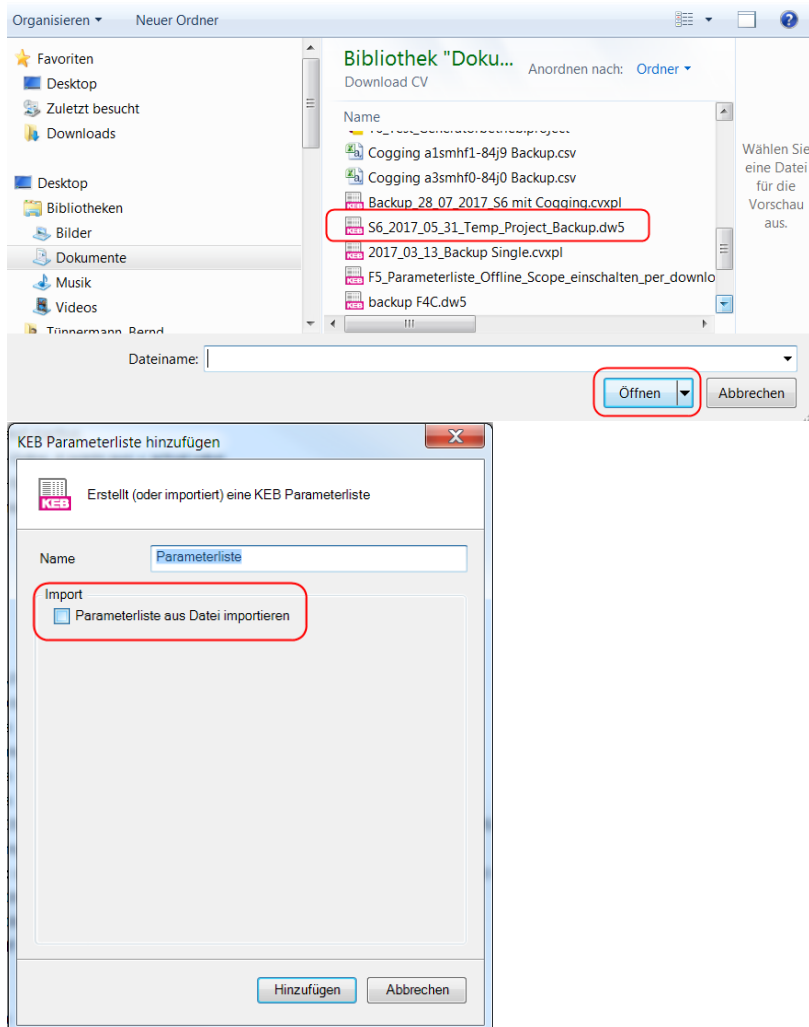 Organisieren Neuer Ordner
Favoriten
Desktop
Zuletzt besucht
Downloads
Desktop
Bibliotheken
Bilder
Dokumente
Musik
Videos
Tünnermann, Bernd
Bibliothek "Doku...
Download CV
Anordnen nach: Ordner
Name
Cogging a1smhf1-84j9 Backup.csv
Cogging a3smhf0-84j0 Backup.csv
Backup_28_07_2017_S6 mit Cogging.cvxpl
S6_2017_05_31_Temp_Project_Backup.dw5
2017_03_13_Backup Single.cvxpl
F5_Parameterliste_Offline_Scope_einschalten_per_downlo
backup F4C.dw5
Wählen Sie
eine Datei
für die
Vorschau
aus.
Dateiname:
Öffnen Abbrechen
KEB Parameterliste hinzufügen
KEB
Erstellt (oder importiert) eine KEB Parameterliste
Name Parameterliste
Import
Parameterliste aus Datei importieren
Hinzufügen Abbrechen